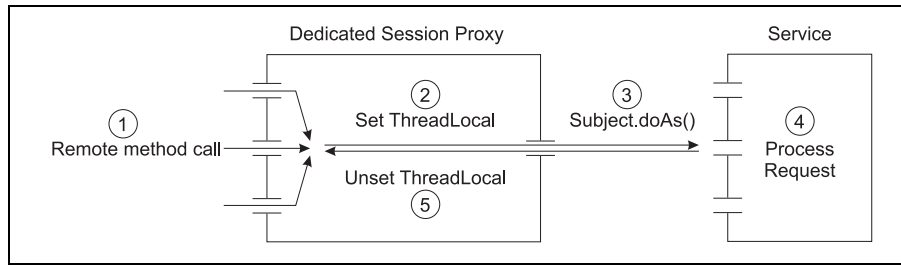 Dedicated Session Proxy
Service
1
Remote method call
2
Set ThreadLocal
3
Subject.doAs()
4
Process
Request
Unset ThreadLocal
5